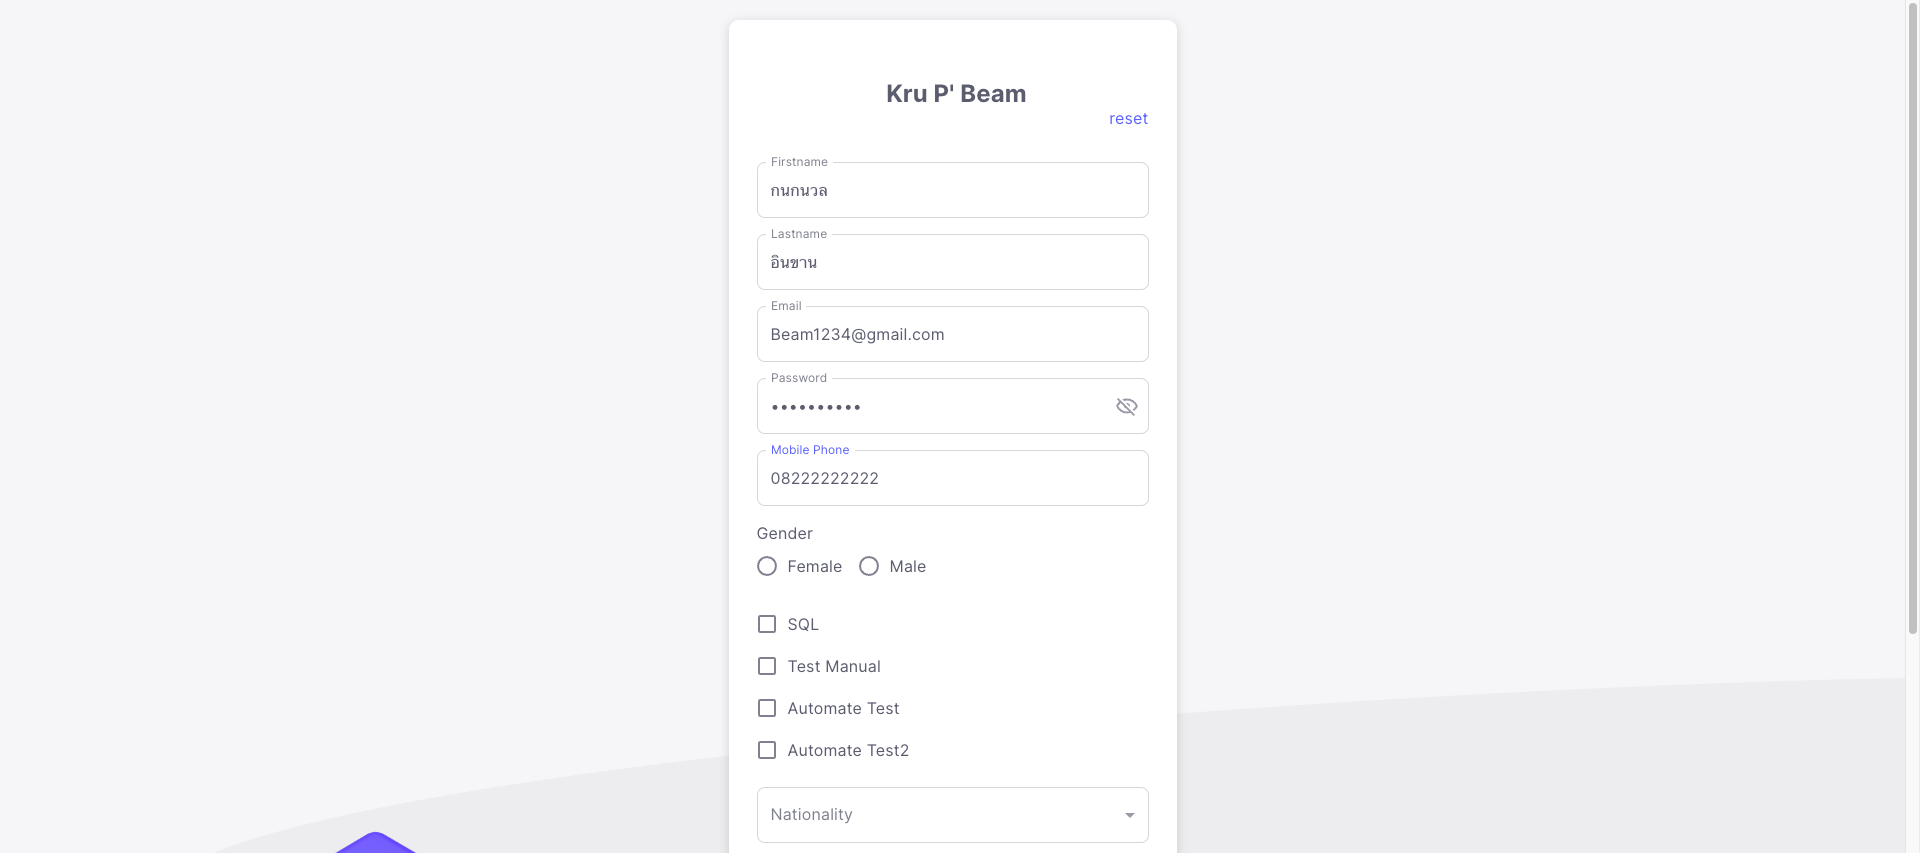 Kru P' Beam
reset
Firstname
กนกนวล
Lastname
อินขาน
Email
Beam1234@gmail.com
Password
••••••••••
Mobile Phone
08222222222
Gender
Female Male
SQL
Test Manual
Automate Test
Automate Test2
Nationality